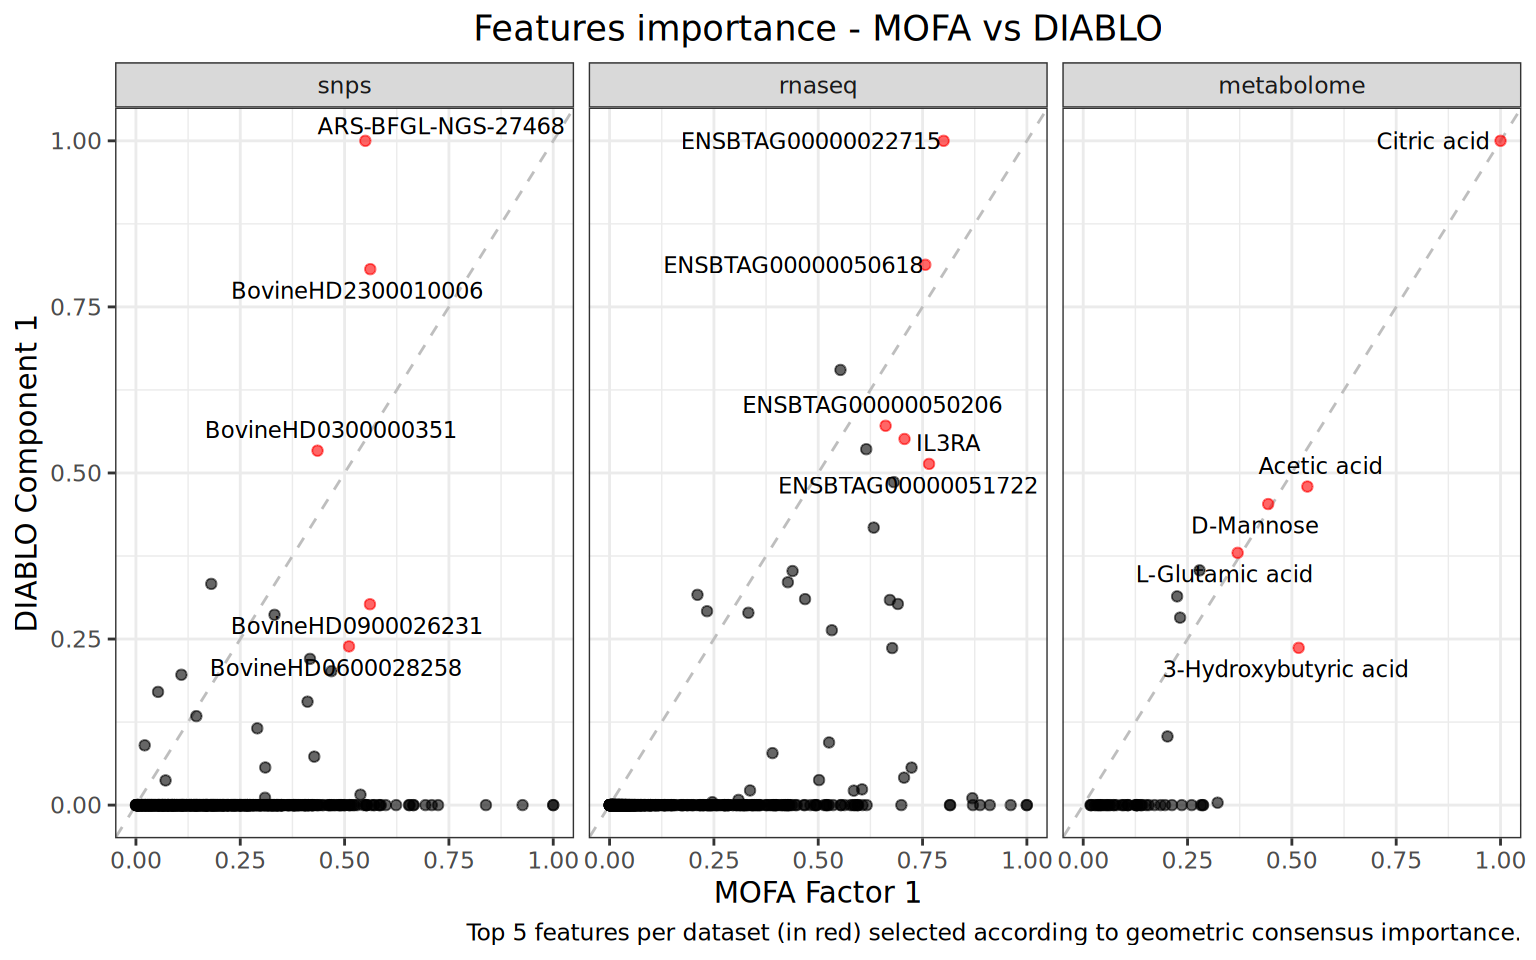 Features importance - MOFA vs DIABLO
snps
rnaseq
metabolome
ARS-BFGL-NGS-27468
BovineHD2300010006
BovineHD0300000351
BovineHD0900026231
BovineHD0600028258
ENSBTAG00000022715
ENSBTAG00000050618
ENSBTAG00000050206
IL3RA
ENSBTAG00000051722
Citric acid
Acetic acid
D-Mannose
L-Glutamic acid
3-Hydroxybutyric acid
DIABLO Component 1
1.00
0.75
0.50
0.25
0.00
0.00 0.25 0.50 0.75 1.00
0.00 0.25 0.50 0.75 1.00
0.00 0.25 0.50 0.75 1.00
MOFA Factor 1
Top 5 features per dataset (in red) selected according to geometric consensus importance.